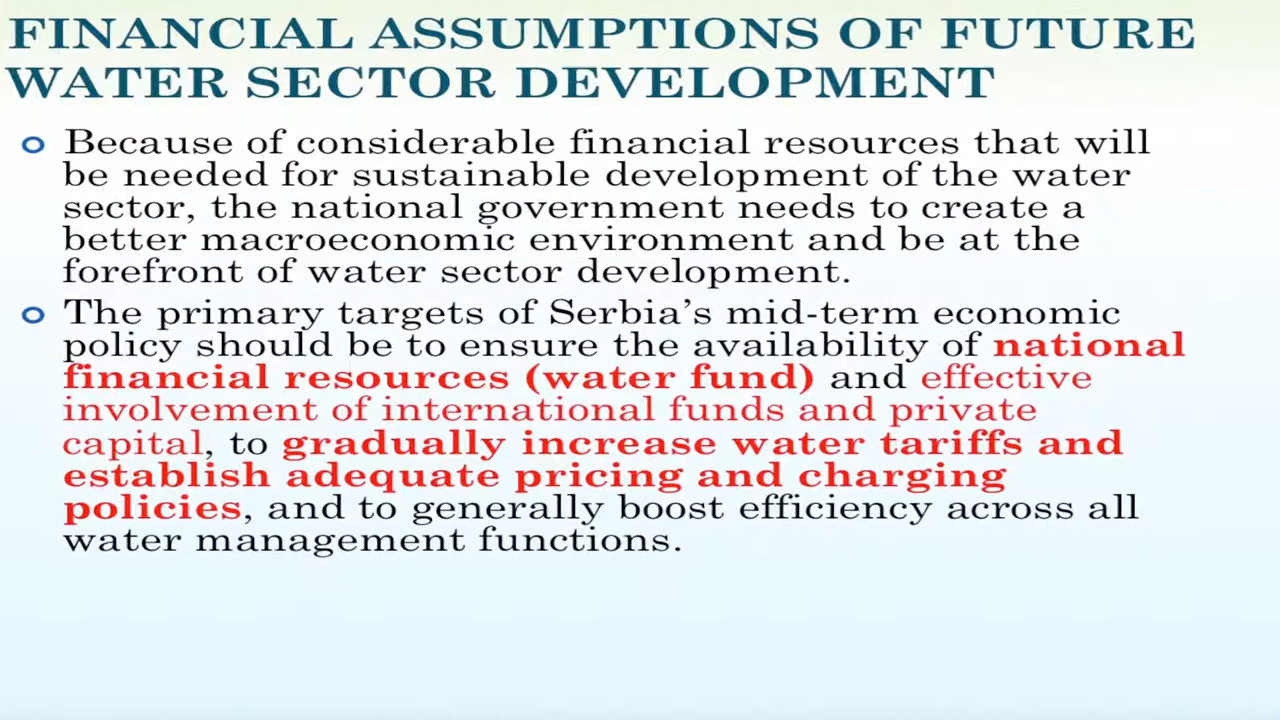 FINANCIAL ASSUMPTIONS OF FUTURE
WATER SECTOR DEVELOPMENT
Because of considerable financial resources that will
be needed for sustainable development of the water
sector, the national government needs to create a
better macroeconomic environment and be at the
forefront of water sector development.
The primary targets of Serbia’s mid-term economic
policy should be to ensure the availability of national
financial resources (water fund) and effective
involvement of international funds and private
capital, to gradually increase water tariffs and
establish adequate pricing and charging
policies, and to generally boost efficiency across all
water management functions.